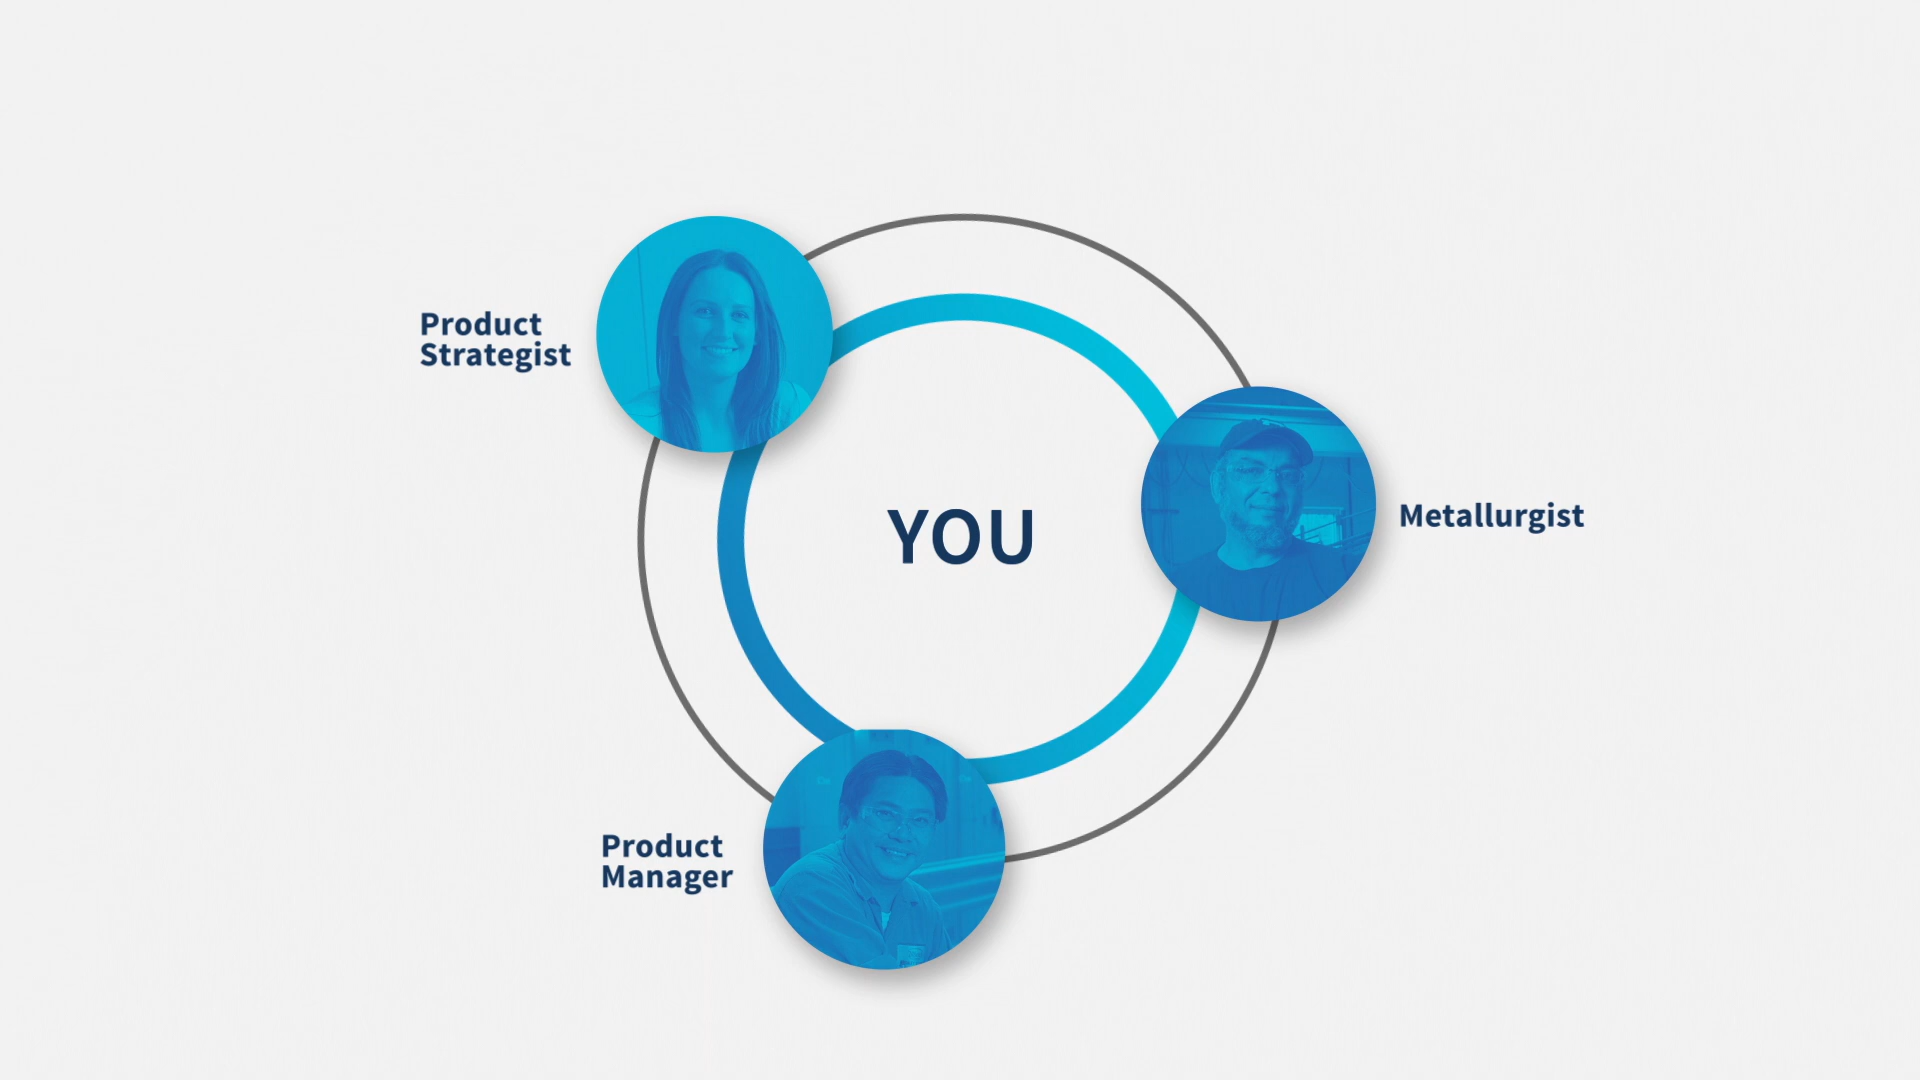 Product
Strategist
YOU
Metallurgist
Product
Manager